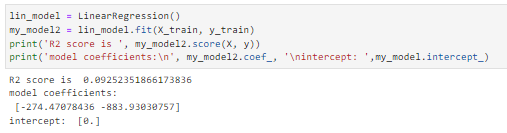 lin_model = LinearRegression()
my_model2 = lin_model.fit(X_train, y_train)
print('R2 score is ', my_model2.score(X, y))
print('model coefficients:\n', my_model2.coef_, '\nintercept: ',my_model.intercept_)
R2 score is  0.09252351866173836
model coefficients:
 [-274.47078436 -883.93030757]
intercept:  [0.]